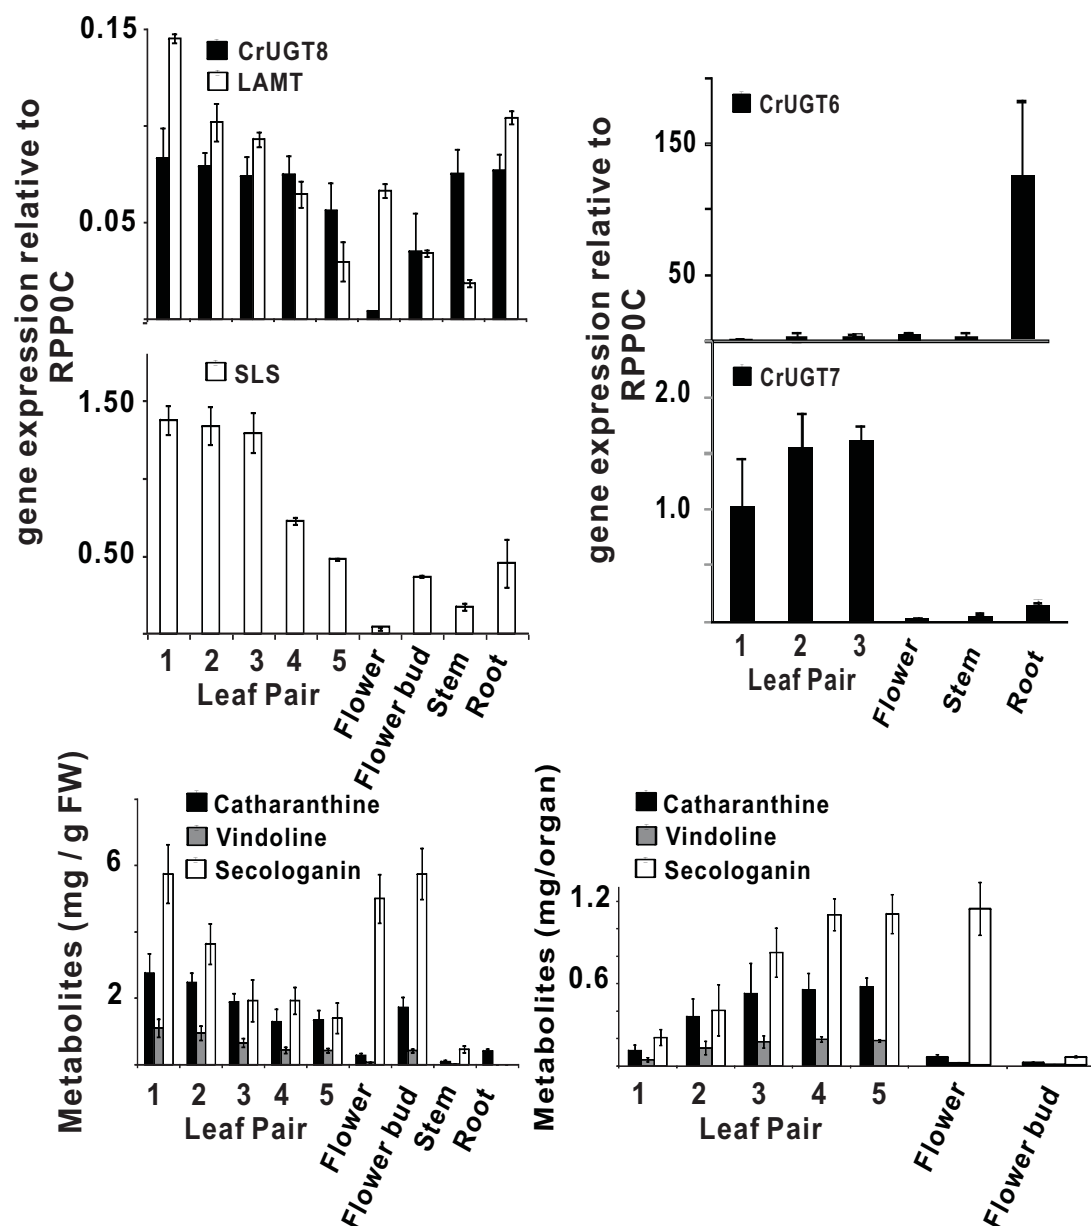 gene expression relative to
RPP0C
0.15
0.05
CrUGT8
LAMT
1.50
0.50
SLS
1 2 3 4 5 Flower Flower bud Stem Root
Leaf Pair
gene expression relative to
RPP0C
150
50
CrUGT6
2.0
1.0
CrUGT7
1 2 3 Flower Stem Root
Leaf Pair
Metabolites (mg / g FW)
6
2
Catharanthine
Vindoline
Secologanin
1 2 3 4 5 Flower Flower bud Stem Root
Leaf Pair
Metabolites (mg/organ)
1.2
0.6
Catharanthine
Vindoline
Secologanin
1 2 3 4 5 Flower Flower bud
Leaf Pair